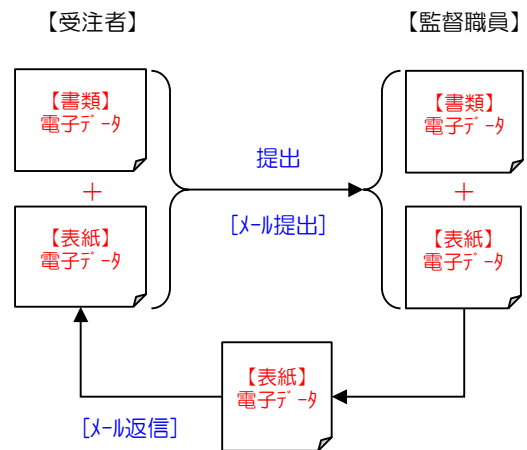 【受注者】
【監督職員】
【書類】
電子ﾃﾞｰﾀ
＋
【表紙】
電子ﾃﾞｰﾀ
提出
[ﾒｰﾙ提出]
【書類】
電子ﾃﾞｰﾀ
＋
【表紙】
電子ﾃﾞｰﾀ
【表紙】
電子ﾃﾞｰﾀ
[ﾒｰﾙ返信]